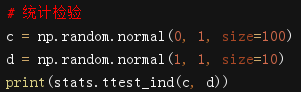 # 统计检验
c = np.random.normal(0, 1, size=100)
d = np.random.normal(1, 1, size=10)
print(stats.ttest_ind(c, d))